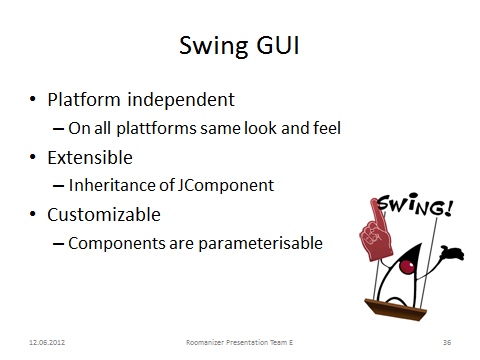 Swing GUI
• Platform independent
– On all plattforms same look and feel
• Extensible
– Inheritance of JComponent
• Customizable
– Components are parameterisable
SWING!
12.06.2012
Roomanizer Presentation Team E
36